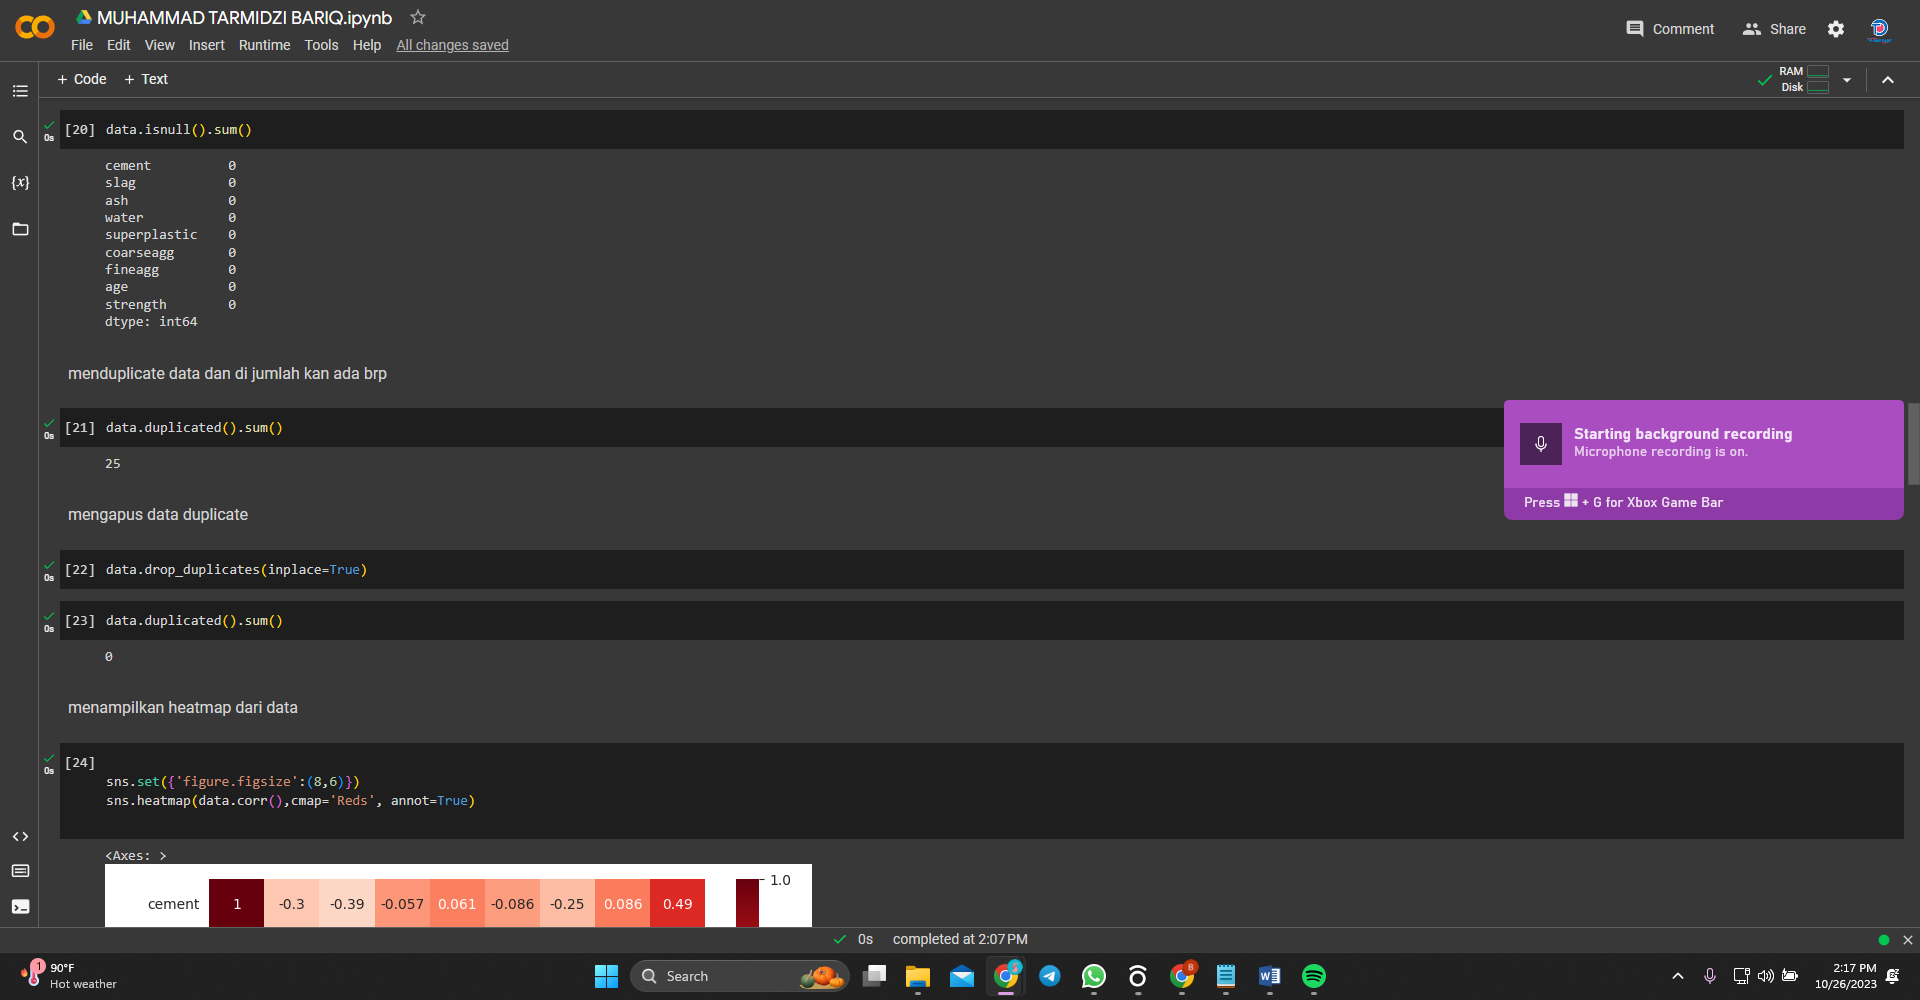 MUHAMMAD TARMIDZI BARIQ.ipynb
File Edit View Insert Runtime Tools Help All changes saved
Comment Share
+ Code + Text
RAM
Disk
0s
[20] data.isnull().sum()
cement 0
slag 0
ash 0
water 0
superplastic 0
coarseagg 0
fineagg 0
age 0
strength 0
dtype: int64
menduplicate data dan di jumlah kan ada brp
0s
[21] data.duplicated().sum()
25
Starting background recording
Microphone recording is on.
Press + G for Xbox Game Bar
mengapus data duplicate
0s
[22] data.drop_duplicates(inplace=True)
0s
[23] data.duplicated().sum()
0
menampilkan heatmap dari data
0s
[24]
sns.set({'figure.figsize':(8,6)})
sns.heatmap(data.corr(),cmap='Reds', annot=True)
<Axes: >
cement 1 -0.3 -0.39 -0.057 0.061 -0.086 -0.25 0.086 0.49
1.0
0s completed at 2:07 PM
1
90°F
Hot weather
Search
B
2:17 PM
10/26/2023